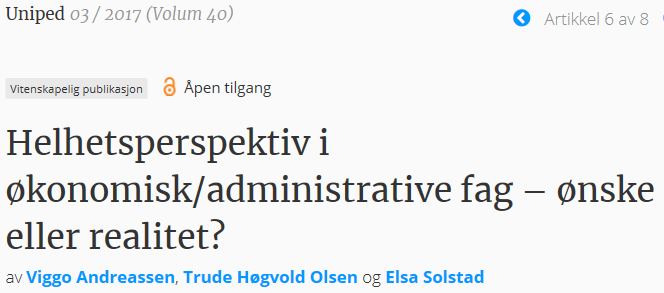 Uniped 03 / 2017 (Volum 40)
Artikkel 6 av 8
Vitenskapelig publikasjon Åpen tilgang
Helhetsperspektiv i
økonomisk/administrative fag – ønske
eller realitet?
av Viggo Andreassen, Trude Høgvold Olsen og Elsa Solstad